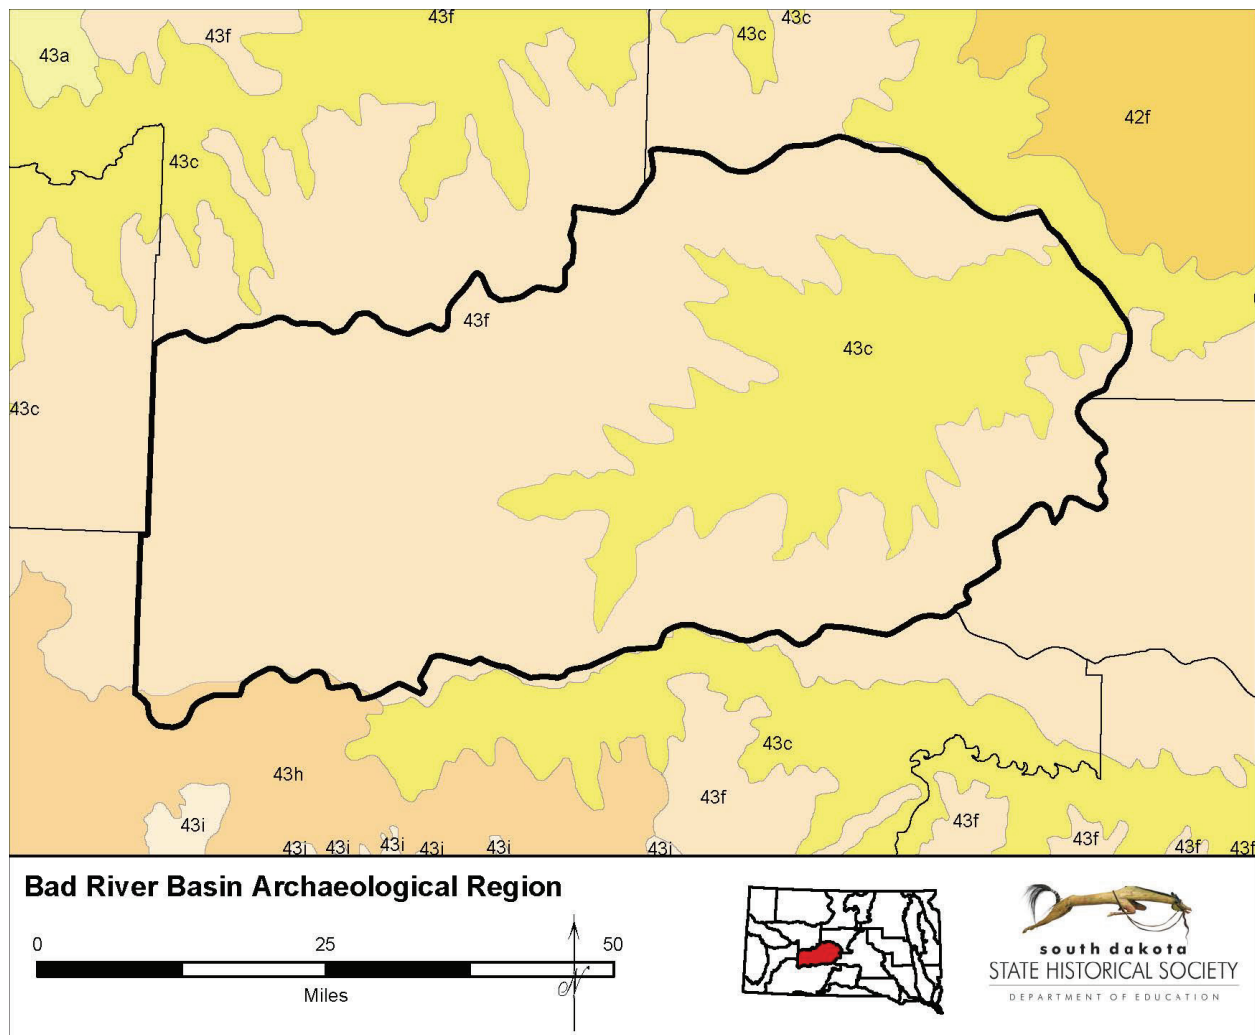 43f
43c
43f
43c
43a
42f
43c
43f
43c
43c
43c
43h
43f
43i
43f
43f
43i
43i
43i
43i
43i
43i
43f
43f
Bad River Basin Archaeological Region
0
25
50
Miles
N
south dakota
STATE HISTORICAL SOCIETY
DEPARTMENT OF EDUCATION